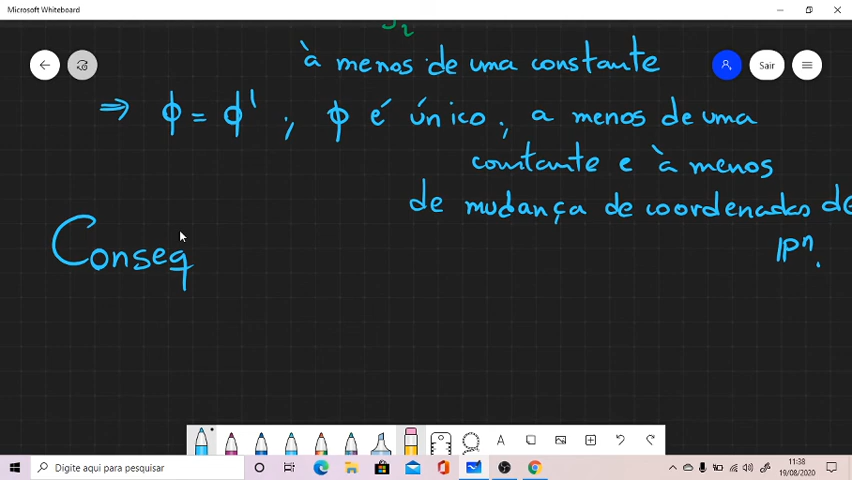 Microsoft Whiteboard
Sair
à menos de uma constante
⇒ ϕ = ϕ' ; ϕ é único, a menos de uma
constante e à menos
de mudança de coordenadas de
ℙⁿ.
Conseq
A
Digite aqui para pesquisar
11:38
19/08/2020